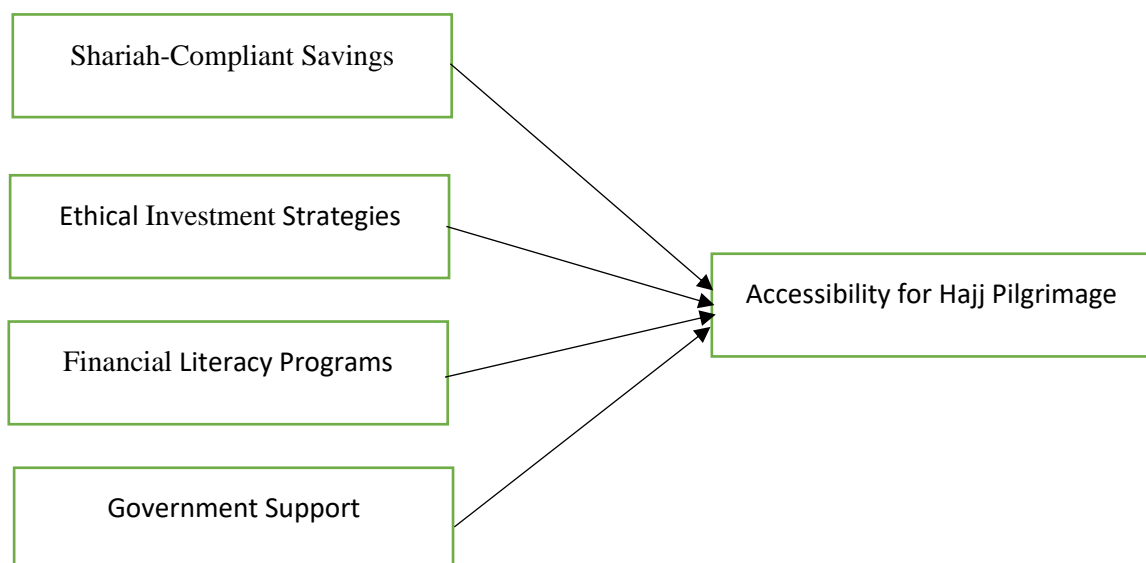 Shariah-Compliant Savings
Ethical Investment Strategies
Financial Literacy Programs
Government Support
Accessibility for Hajj Pilgrimage